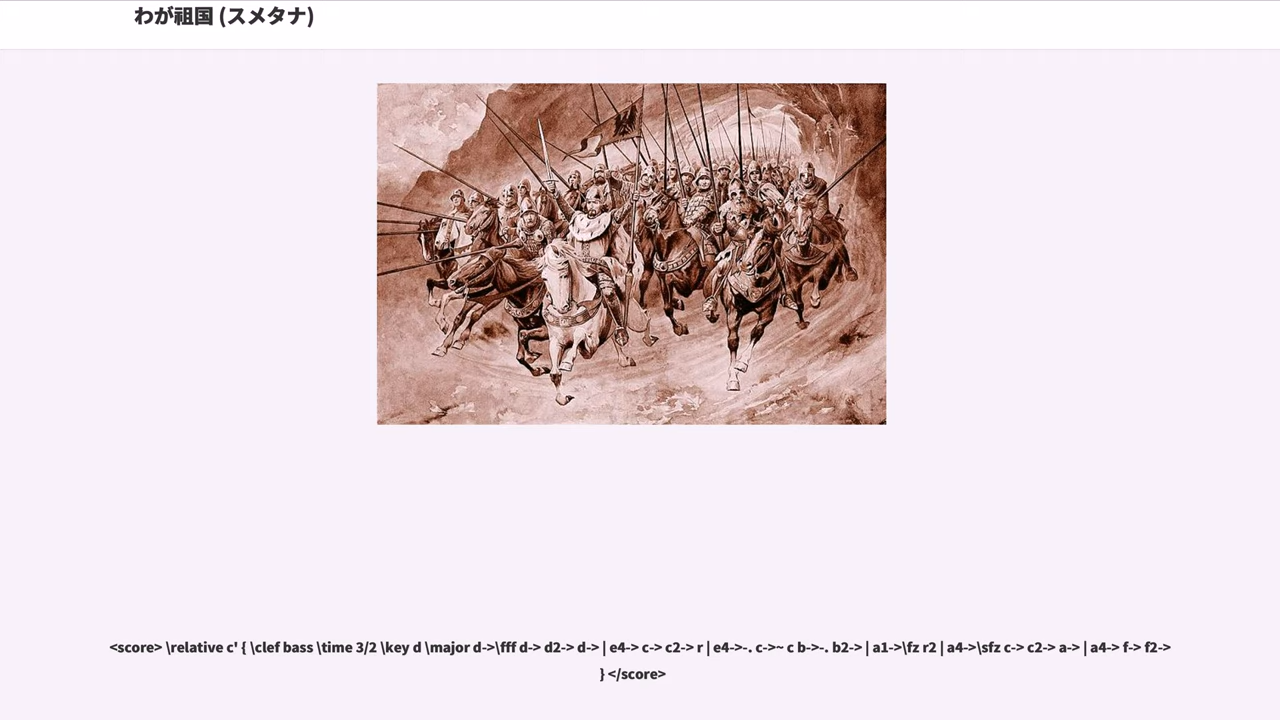 わが祖国 (スメタナ)
<score> \relative c' { \clef bass \time 3/2 \key d \major d->\fff d-> d2-> d-> | e4-> c-> c2-> r | e4->-. c->~ c b->-. b2-> | a1->\fz r2 | a4->\sfz c-> c2-> a-> | a4-> f-> f2->
} </score>